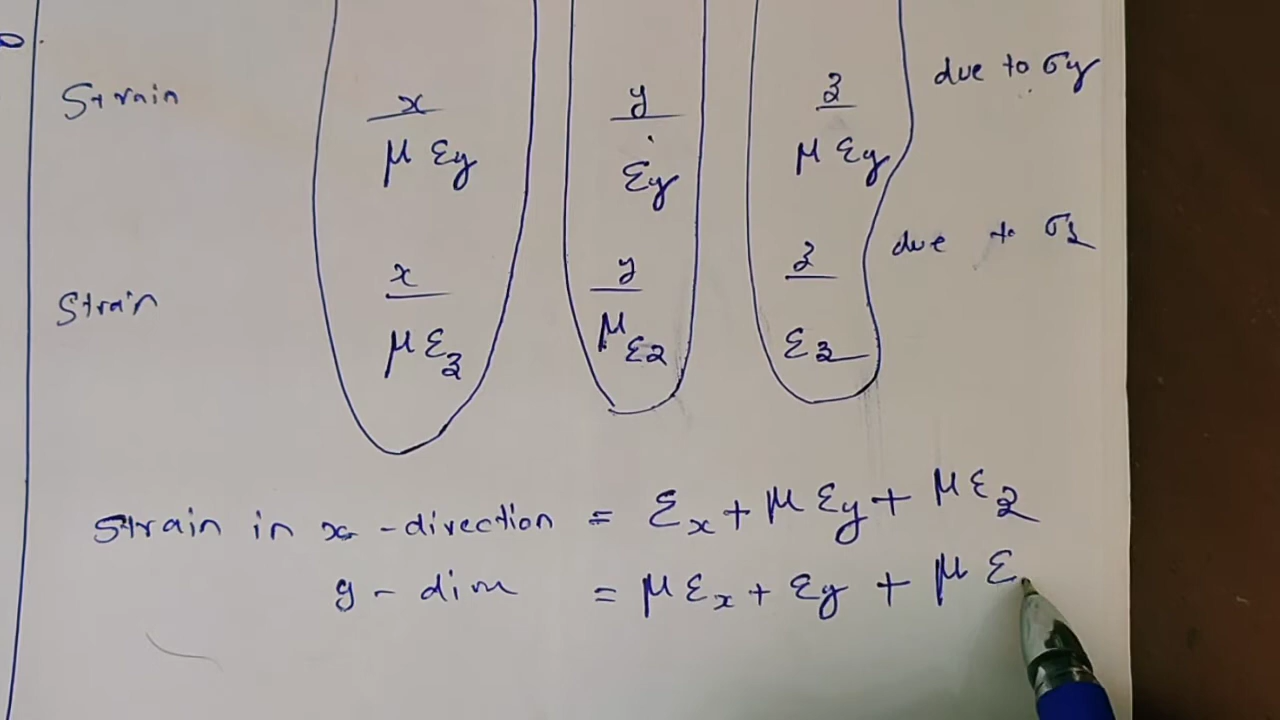 x y z due to σy
Strain
μ εy εy μ εy
x y z due to σz
Strain
μ εz μ εz εz
Strain in x-direction = εx + μ εy + μ εz
y - dirn = μ εx + εy + μ ε